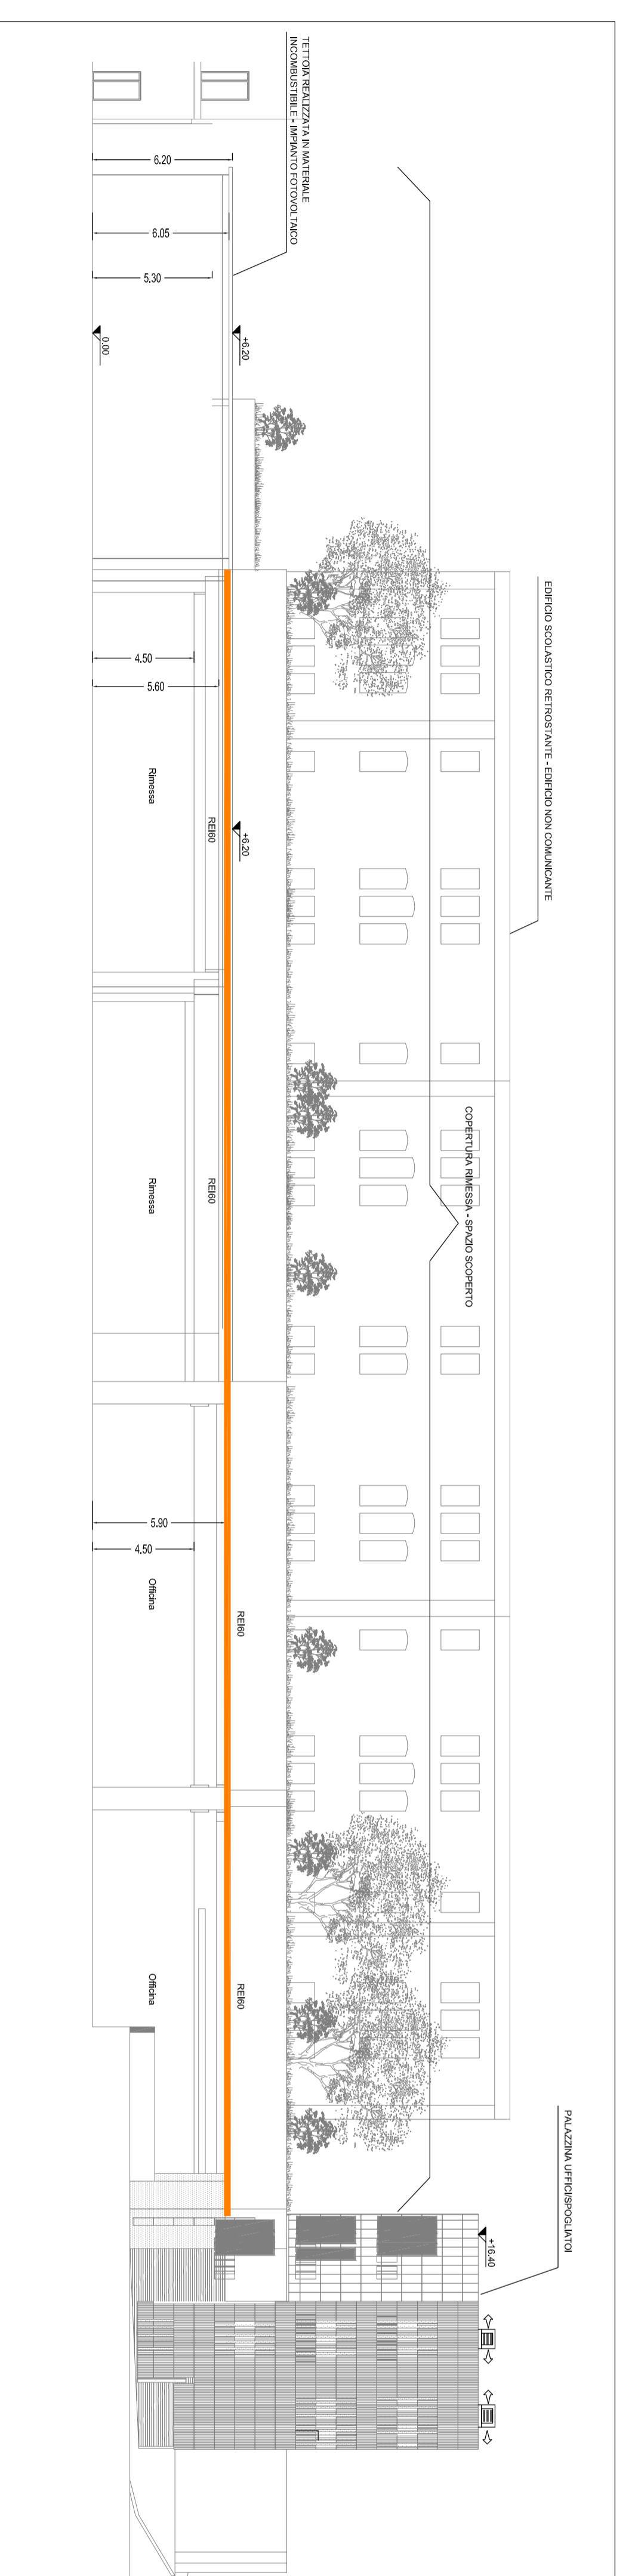 TETTOIA REALIZZATA IN MATERIALE
INCOMBUSTIBILE - IMPIANTO FOTOVOLTAICO
EDIFICIO SCOLASTICO RETROSTANTE - EDIFICIO NON COMUNICANTE
COPERTURA RIMESSA - SPAZIO SCOPERTO
PALAZZINA UFFICI/SPOGLIATOI
+16.40
6.20
6.05
5.30
0.00
+6.20
4.50
5.60
Rimessa
REI60
+6.20
Rimessa
REI60
5.90
4.50
Officina
REI60
Officina
REI60